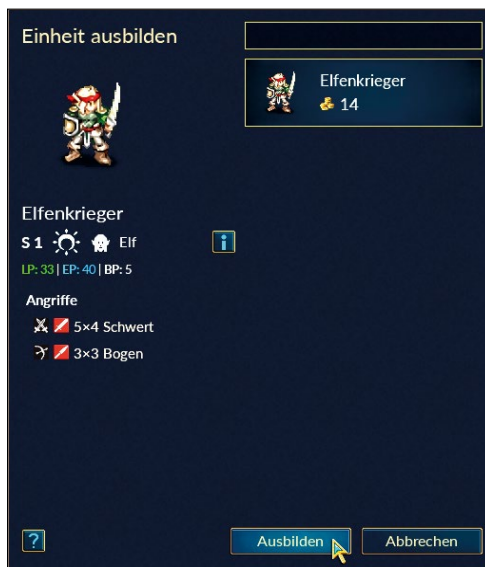 Einheit ausbilden
Elfenkrieger
14
Elfenkrieger
S 1 Elf
LP: 33 | EP: 40 | BP: 5
Angriffe
5×4 Schwert
3×3 Bogen
?
Ausbilden
Abbrechen